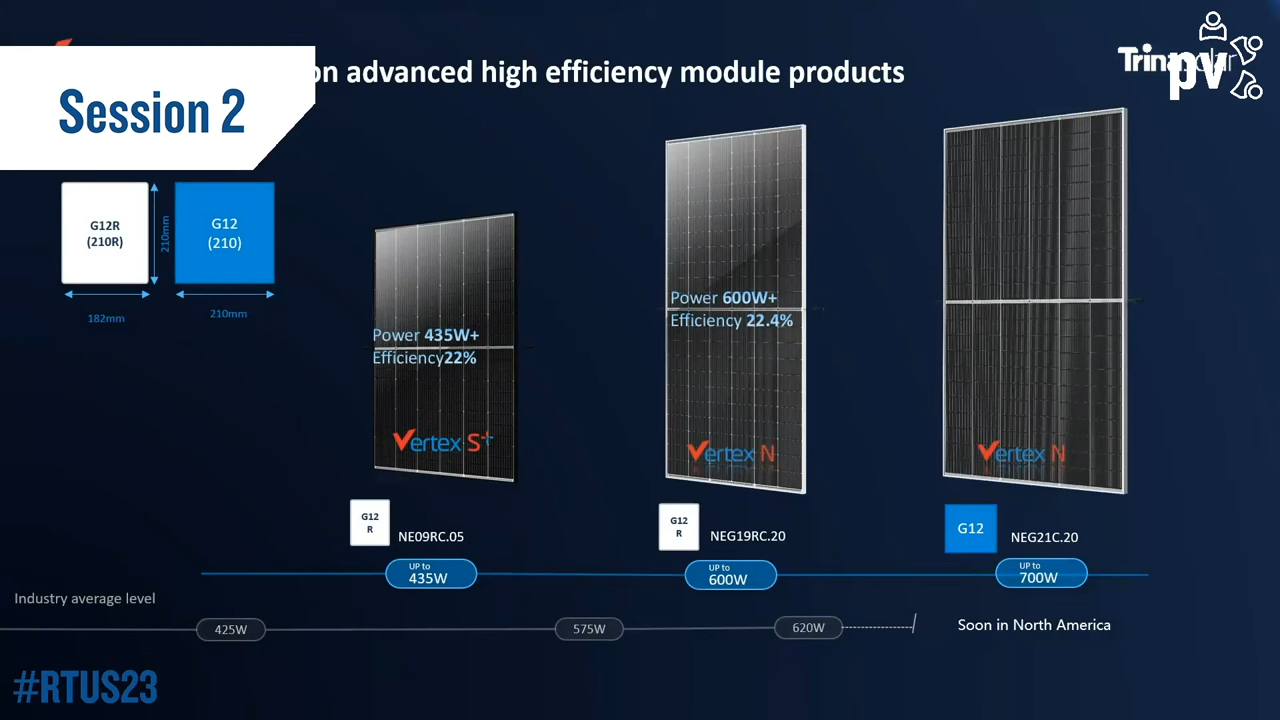 Session 2
on advanced high efficiency module products
Trina
pv
G12R
(210R)
210mm
G12
(210)
182mm
210mm
Power 435W+
Efficiency22%
Vertex S+
Power 600W+
Efficiency 22.4%
Vertex N
Vertex N
G12
R
NE09RC.05
G12
R
NEG19RC.20
G12
NEG21C.20
UP to
435W
UP to
600W
UP to
700W
Industry average level
425W
575W
620W
Soon in North America
#RTUS23